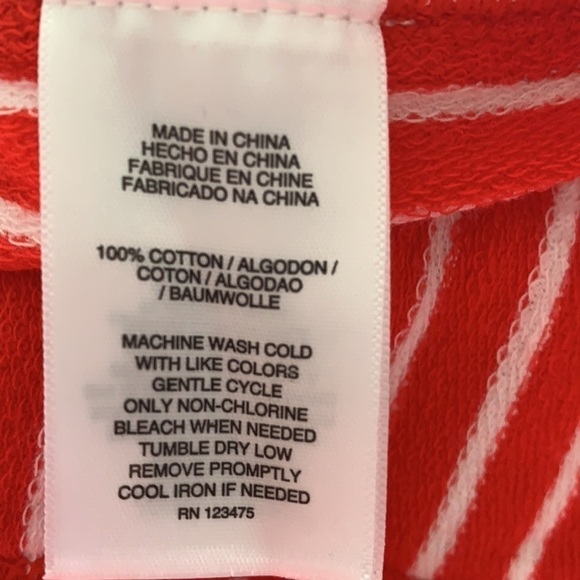 MADE IN CHINA
HECHO EN CHINA
FABRIQUE EN CHINE
FABRICADO NA CHINA
100% COTTON / ALGODON /
COTON / ALGODAO
/ BAUMWOLLE
MACHINE WASH COLD
WITH LIKE COLORS
GENTLE CYCLE
ONLY NON-CHLORINE
BLEACH WHEN NEEDED
TUMBLE DRY LOW
REMOVE PROMPTLY
COOL IRON IF NEEDED
RN 123475